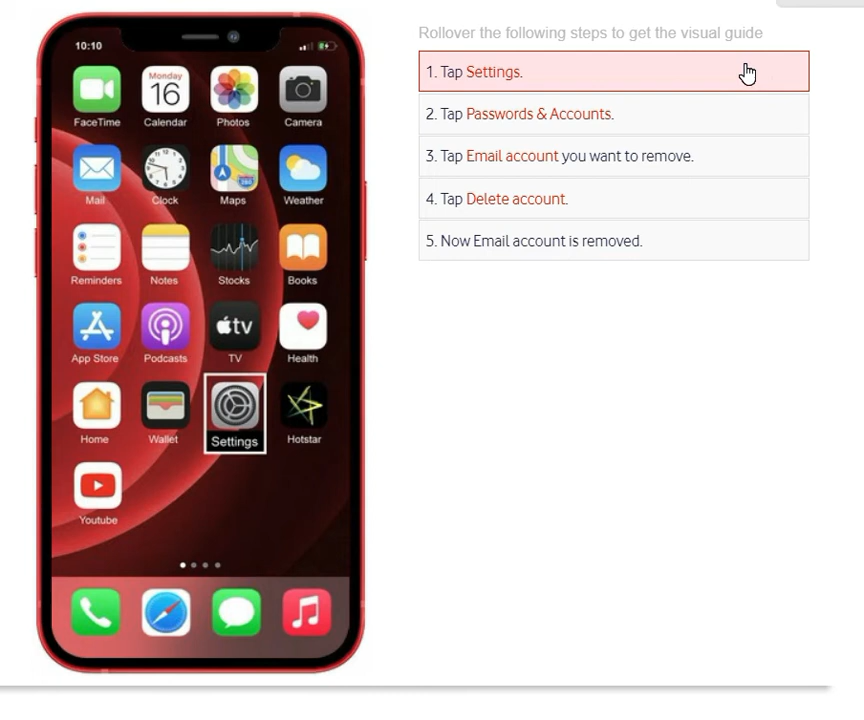 10:10
Monday
16
FaceTime
Calendar
Photos
Camera
Mail
Clock
Maps
Weather
Reminders
Notes
Stocks
Books
tv
App Store
Podcasts
TV
Health
Home
Wallet
Settings
Hotstar
Youtube
Rollover the following steps to get the visual guide
1. Tap Settings.
2. Tap Passwords & Accounts.
3. Tap Email account you want to remove.
4. Tap Delete account.
5. Now Email account is removed.